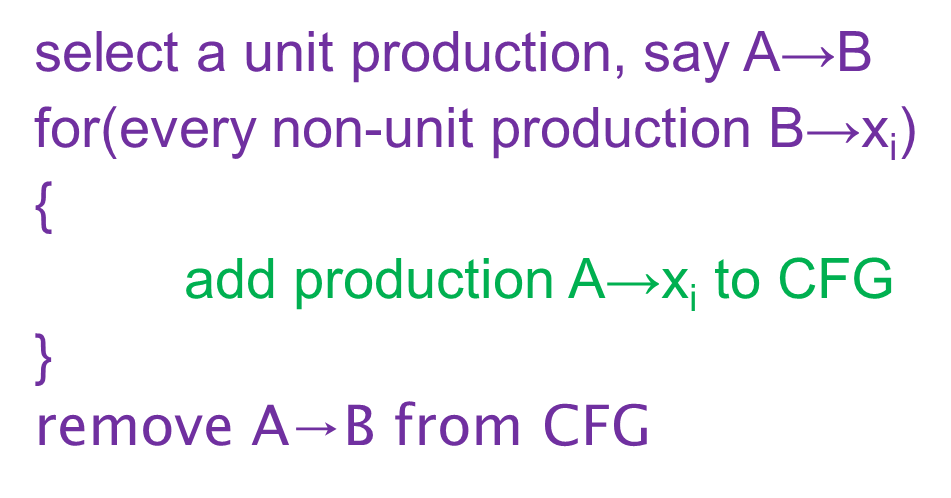 select a unit production, say A→B
for(every non-unit production B→xᵢ)
{
add production A→xᵢ to CFG
}
remove A→B from CFG